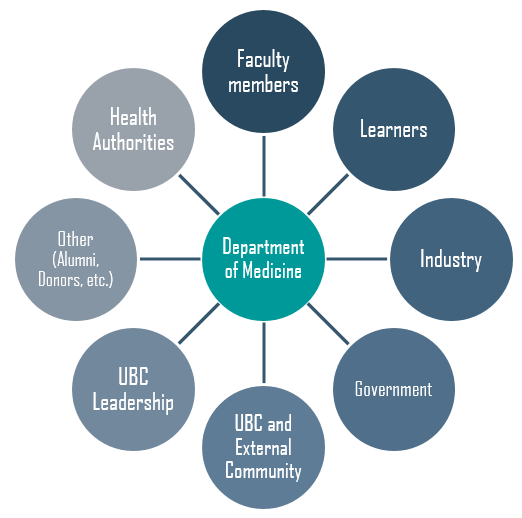 Faculty
members
Learners
Industry
Government
UBC and
External
Community
UBC
Leadership
Other
(Alumni,
Donors, etc.)
Health
Authorities
Department
of Medicine